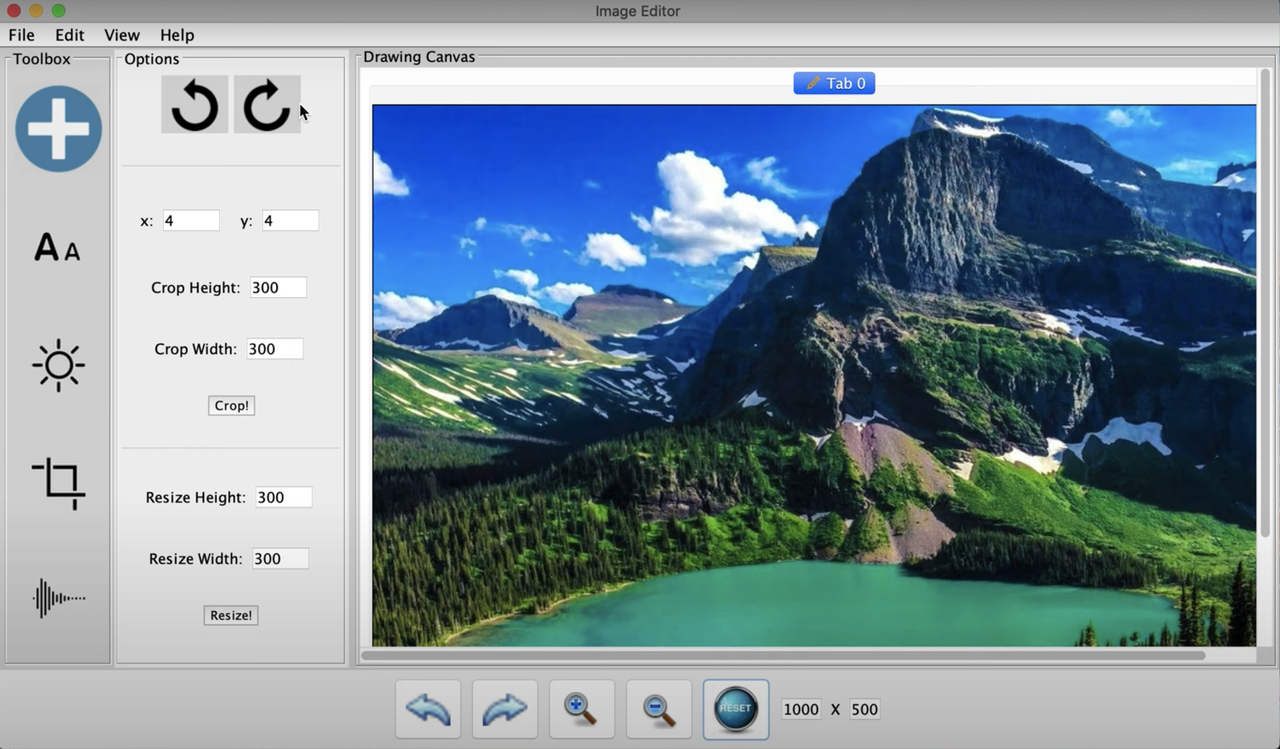 Image Editor
File Edit View Help
Toolbox
Options
Drawing Canvas
Tab 0
A A
x: 4 y: 4
Crop Height: 300
Crop Width: 300
Crop!
Resize Height: 300
Resize Width: 300
Resize!
RESET
1000 X 500